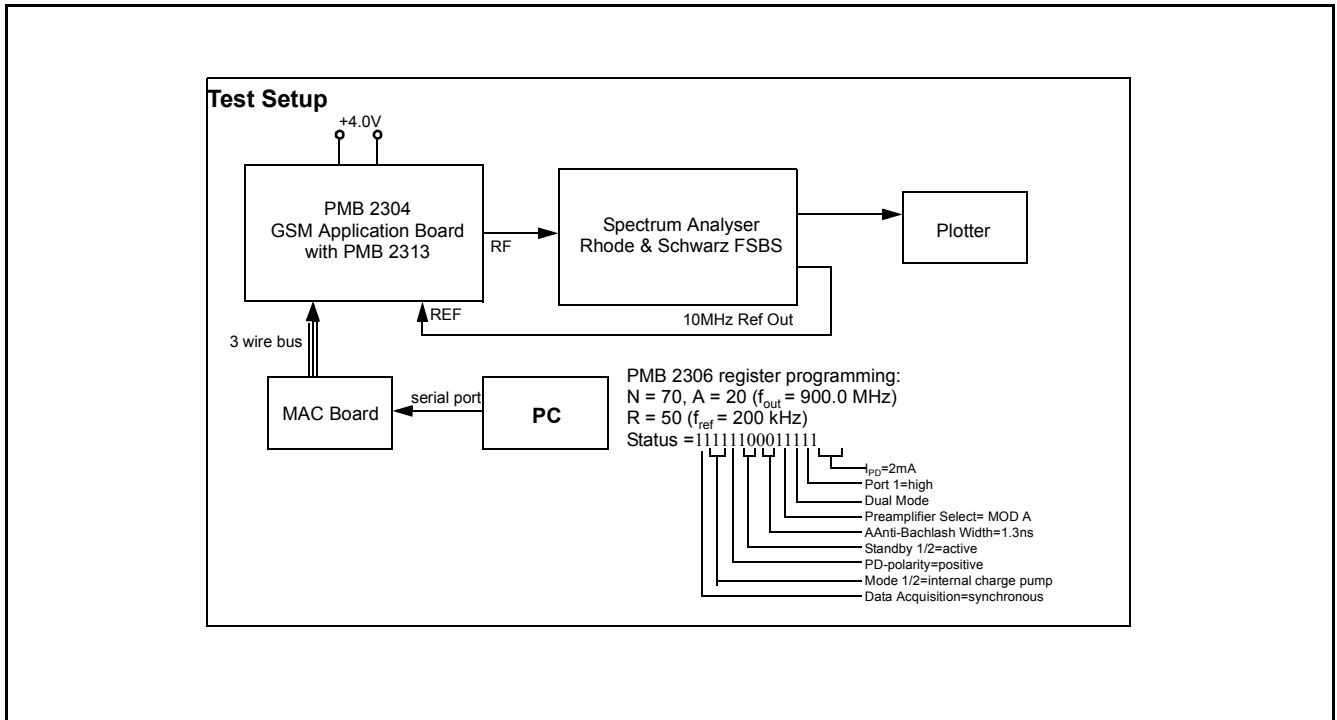 Test Setup
+4.0V
PMB 2304
GSM Application Board
with PMB 2313
RF
Spectrum Analyser
Rhode & Schwarz FSBS
Plotter
REF
10MHz Ref Out
3 wire bus
MAC Board
serial port
PC
PMB 2306 register programming:
N = 70, A = 20 (fout = 900.0 MHz)
R = 50 (fref = 200 kHz)
Status =11111100011111
IPD=2mA
Port 1=high
Dual Mode
Preamplifier Select= MOD A
AAnti-Bachlash Width=1.3ns
Standby 1/2=active
PD-polarity=positive
Mode 1/2=internal charge pump
Data Acquisition=synchronous